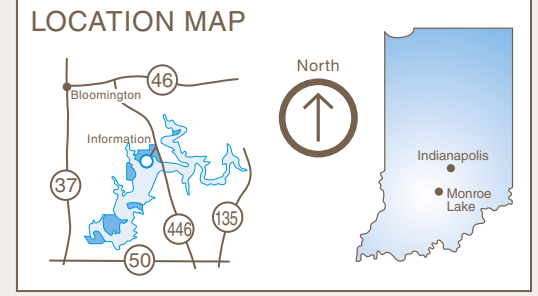 LOCATION MAP
North
46
Bloomington
Information
Indianapolis
37
Monroe
Lake
446
135
50